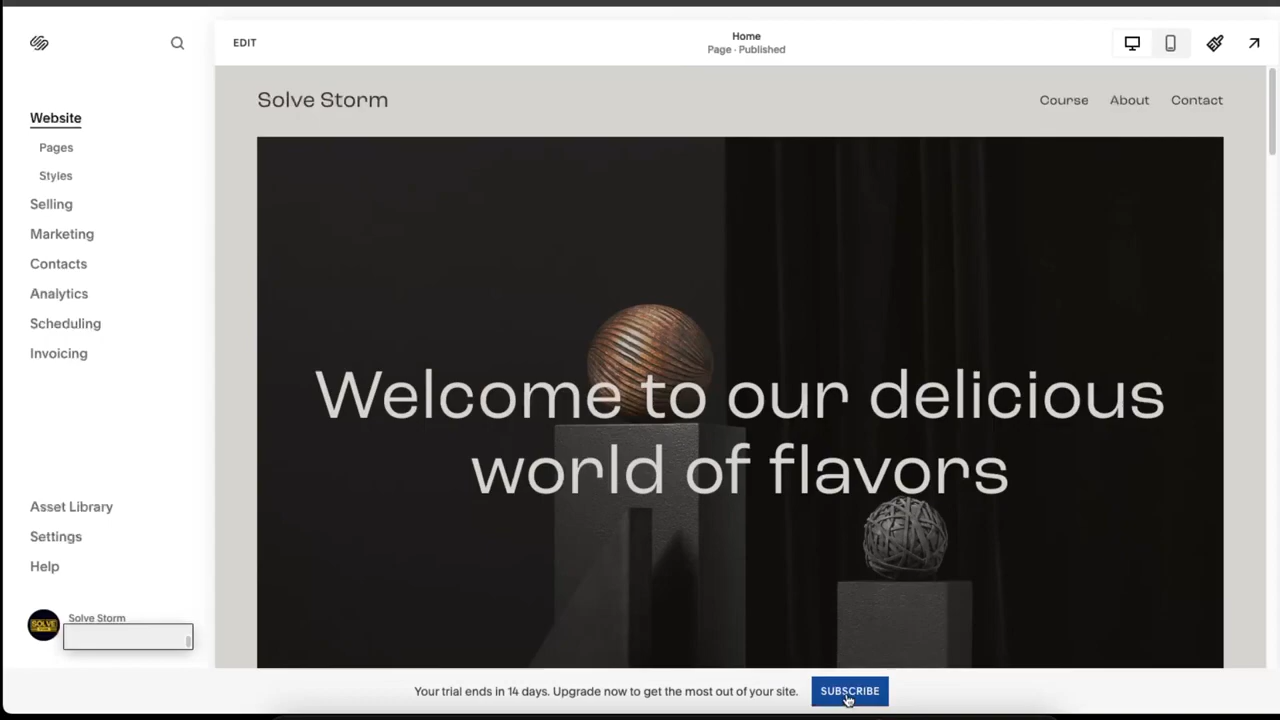 EDIT
Home
Page · Published
Website
Pages
Styles
Selling
Marketing
Contacts
Analytics
Scheduling
Invoicing
Asset Library
Settings
Help
SOLVE
Solve Storm
Solve Storm
Course
About
Contact
Welcome to our delicious
world of flavors
Your trial ends in 14 days. Upgrade now to get the most out of your site.
SUBSCRIBE